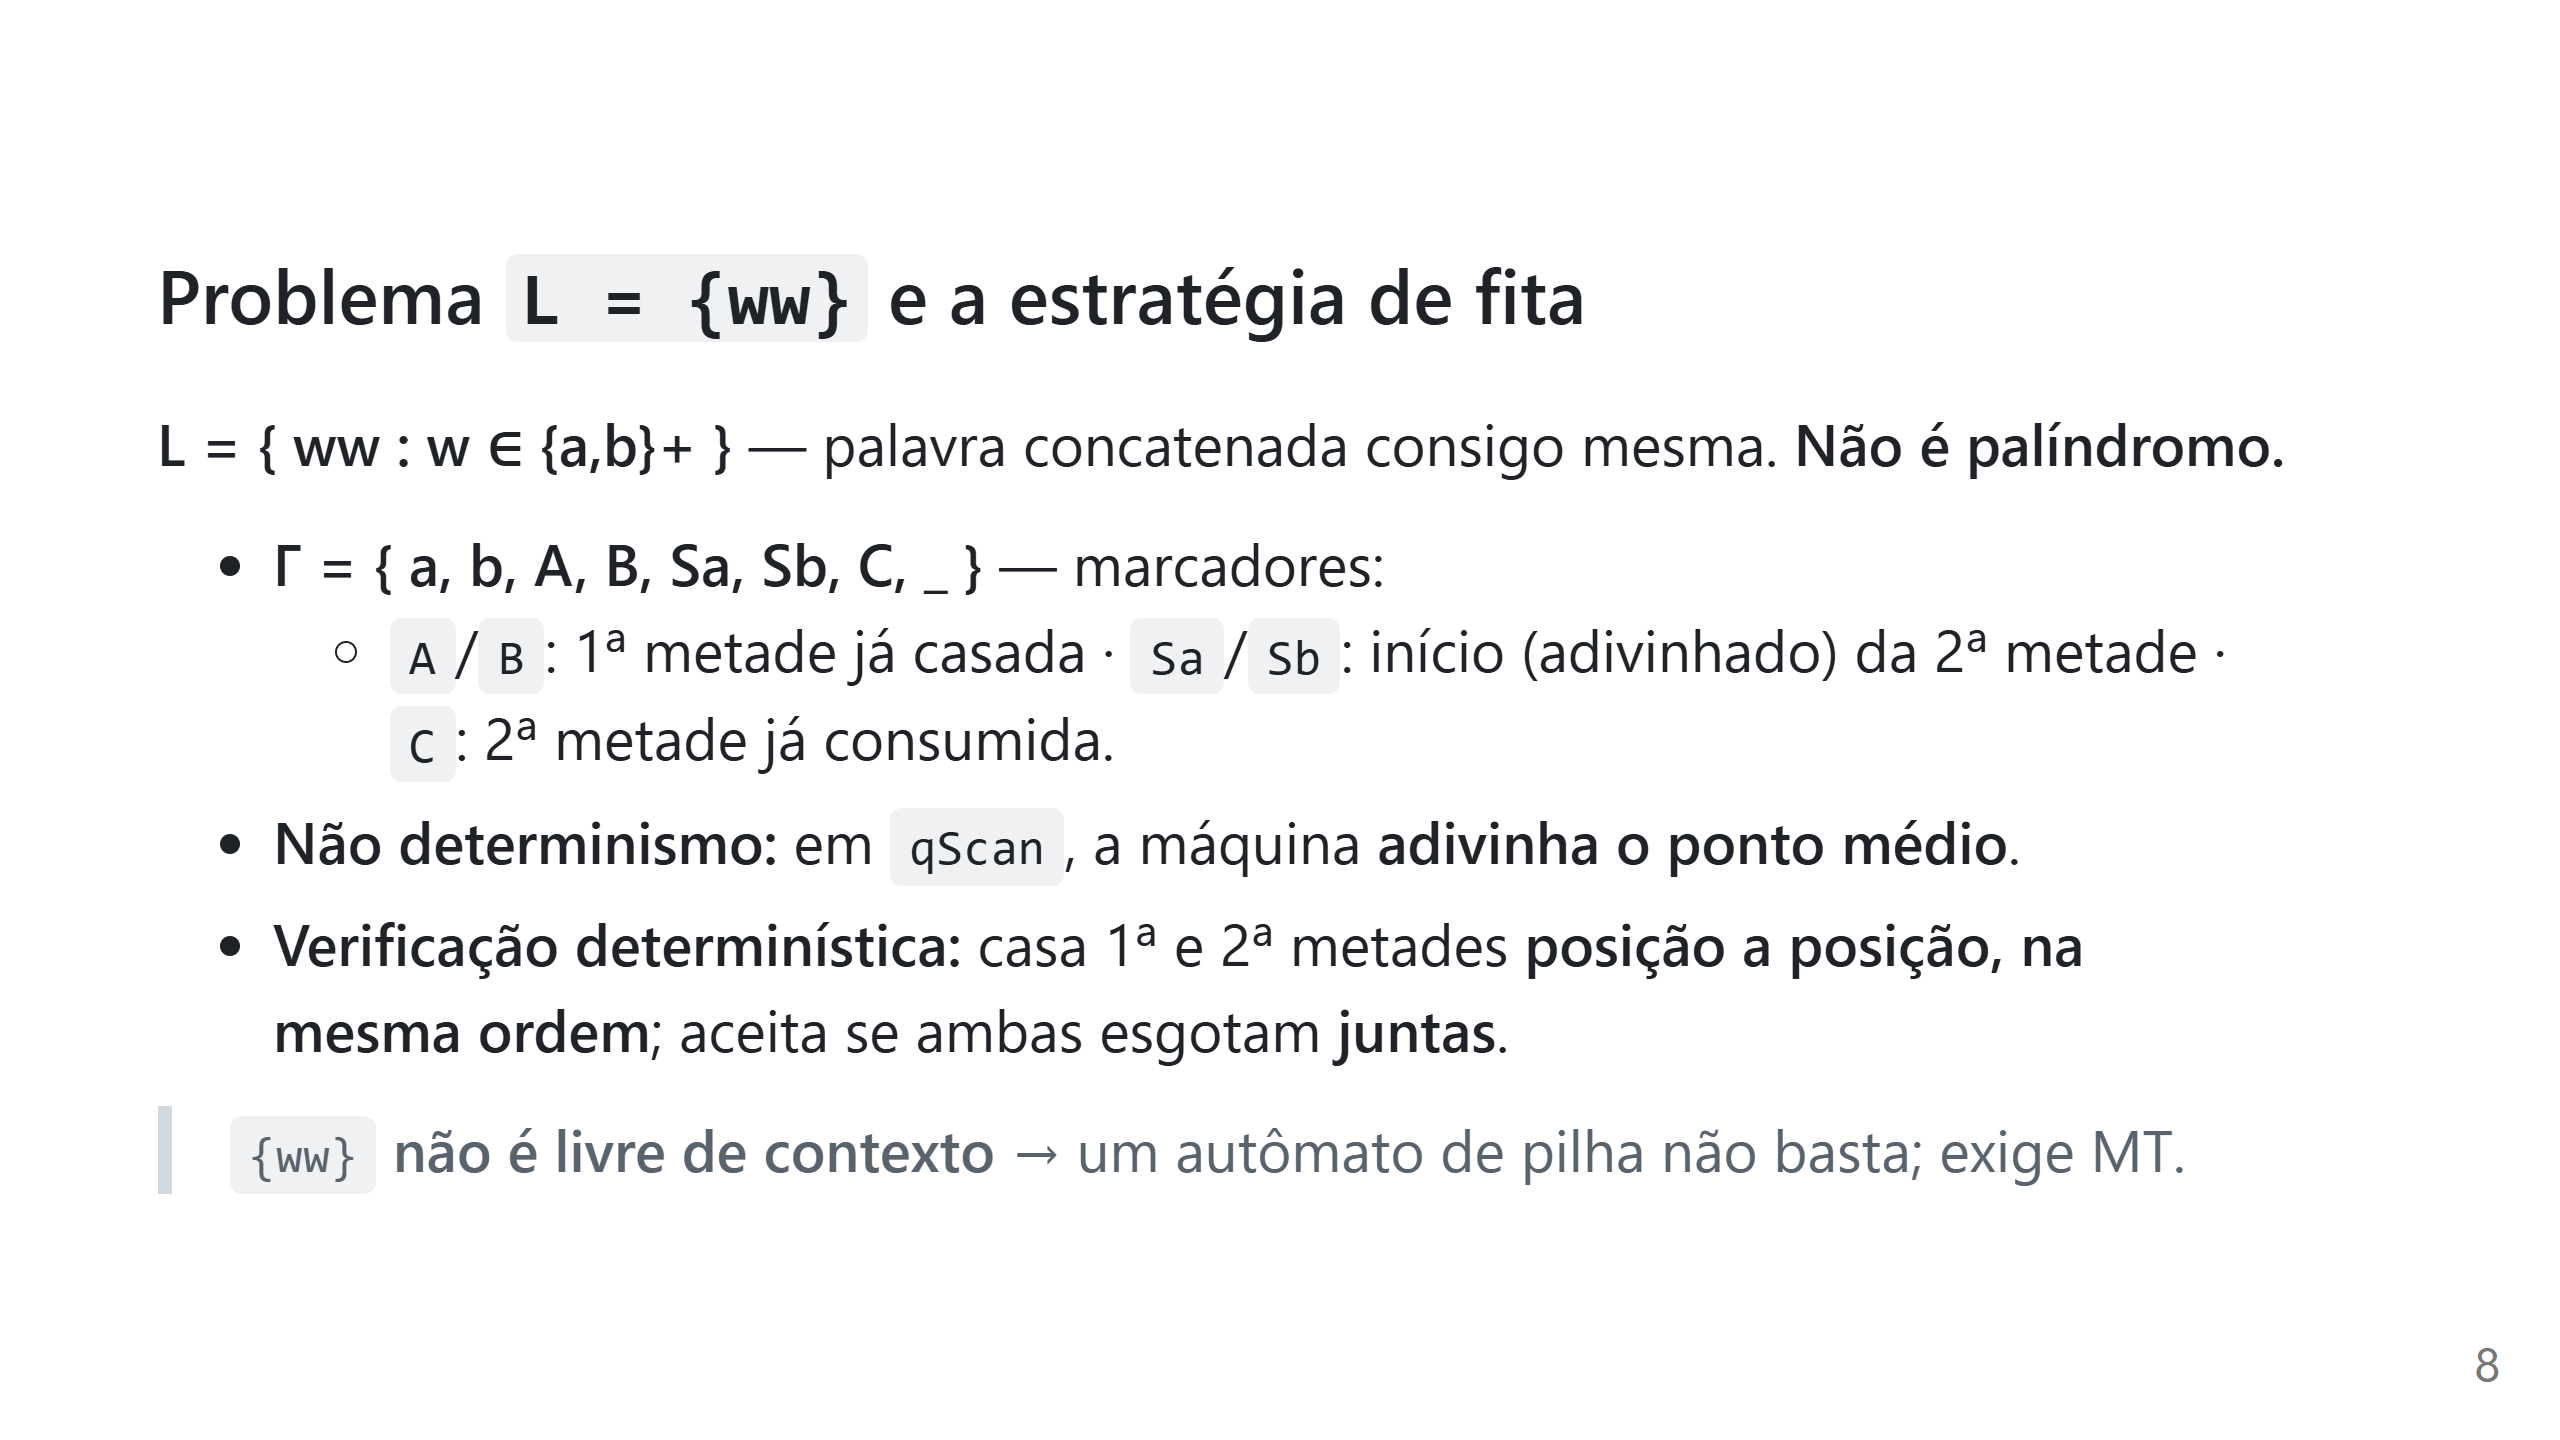 Problema L = {ww} e a estratégia de fita
L = { ww : w ∈ {a,b}+ } — palavra concatenada consigo mesma. Não é palíndromo.
• Γ = { a, b, A, B, Sa, Sb, C, _ } — marcadores:
○ A/B: 1ª metade já casada · Sa/Sb: início (adivinhado) da 2ª metade ·
C: 2ª metade já consumida.
• Não determinismo: em qScan, a máquina adivinha o ponto médio.
• Verificação determinística: casa 1ª e 2ª metades posição a posição, na
mesma ordem; aceita se ambas esgotam juntas.
{ww} não é livre de contexto → um autômato de pilha não basta; exige MT.
8